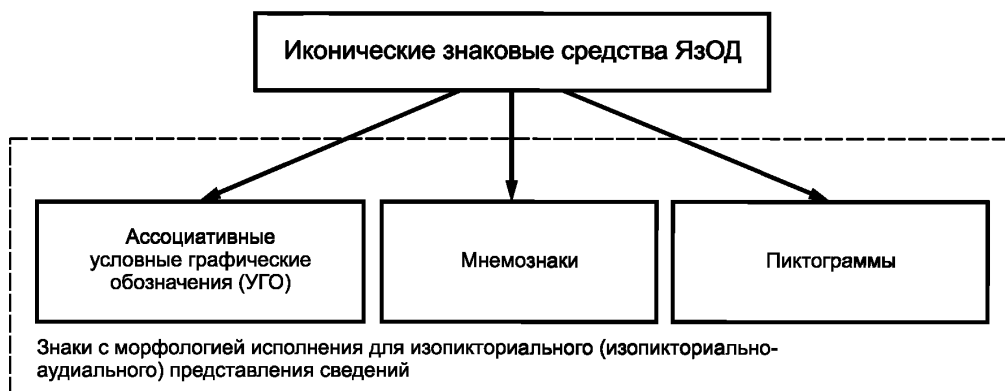 Иконические знаковые средства ЯзОД
Ассоциативные
условные графические
обозначения (УГО)
Мнемознаки
Пиктограммы
Знаки с морфологией исполнения для изопикториального (изопикториально-
аудиального) представления сведений